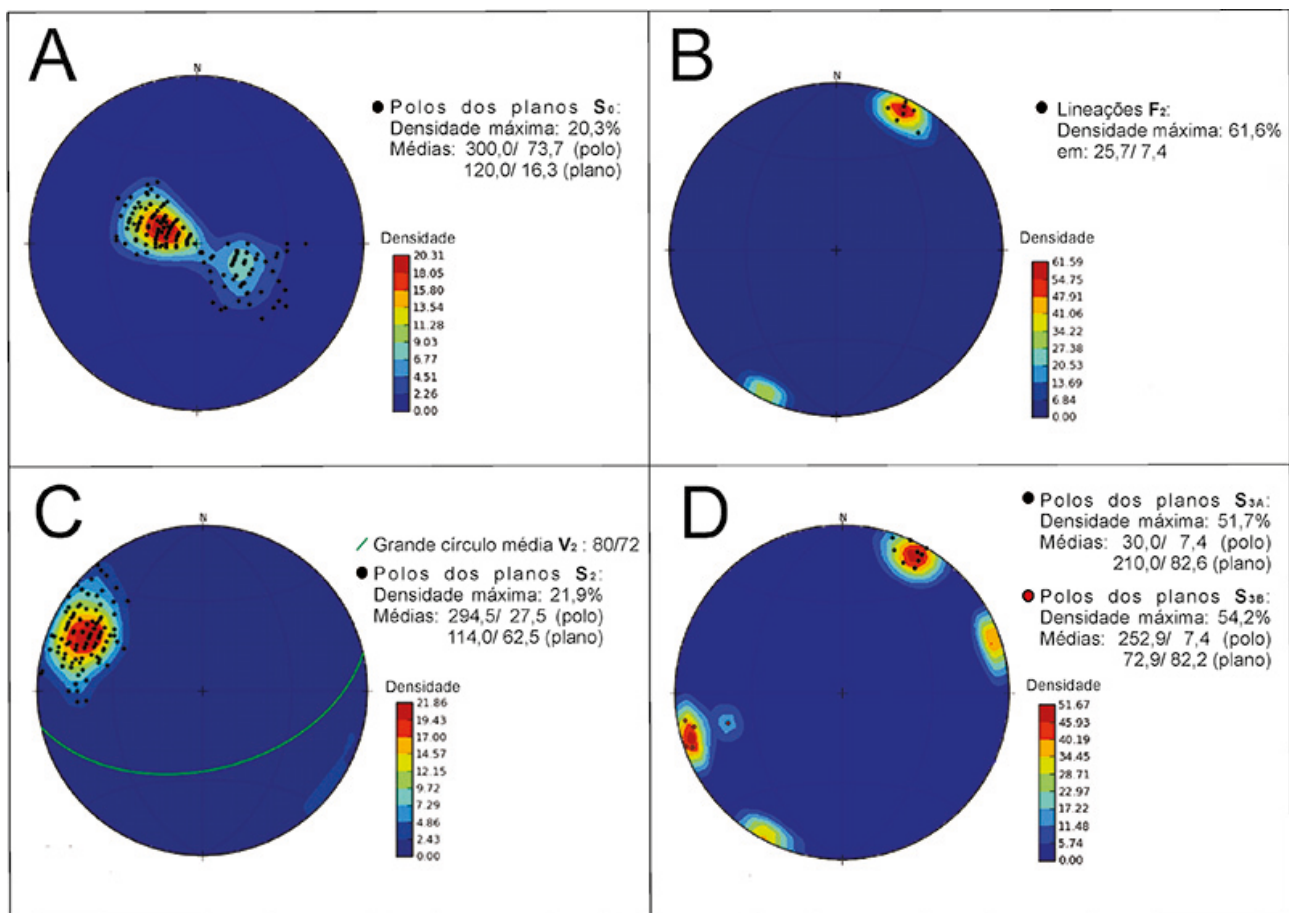 A
N
Polos dos planos S₀:
Densidade máxima: 20,3%
Médias: 300,0/ 73,7 (polo)
120,0/ 16,3 (plano)
Densidade
20.31
18.05
15.80
13.54
11.28
9.03
6.77
4.51
2.26
0.00
B
N
Lineações F₂:
Densidade máxima: 61,6%
em: 25,7/ 7,4
Densidade
61.59
54.75
47.91
41.06
34.22
27.38
20.53
13.69
6.84
0.00
C
N
Grande círculo média V₂ : 80/72
Polos dos planos S₂:
Densidade máxima: 21,9%
Médias: 294,5/ 27,5 (polo)
114,0/ 62,5 (plano)
Densidade
21.86
19.43
17.00
14.57
12.15
9.72
7.29
4.86
2.43
0.00
D
N
Polos dos planos S₃ₐ:
Densidade máxima: 51,7%
Médias: 30,0/ 7,4 (polo)
210,0/ 82,6 (plano)
Polos dos planos S₃B:
Densidade máxima: 54,2%
Médias: 252,9/ 7,4 (polo)
72,9/ 82,2 (plano)
Densidade
51.67
45.93
40.19
34.45
28.71
22.97
17.22
11.48
5.74
0.00